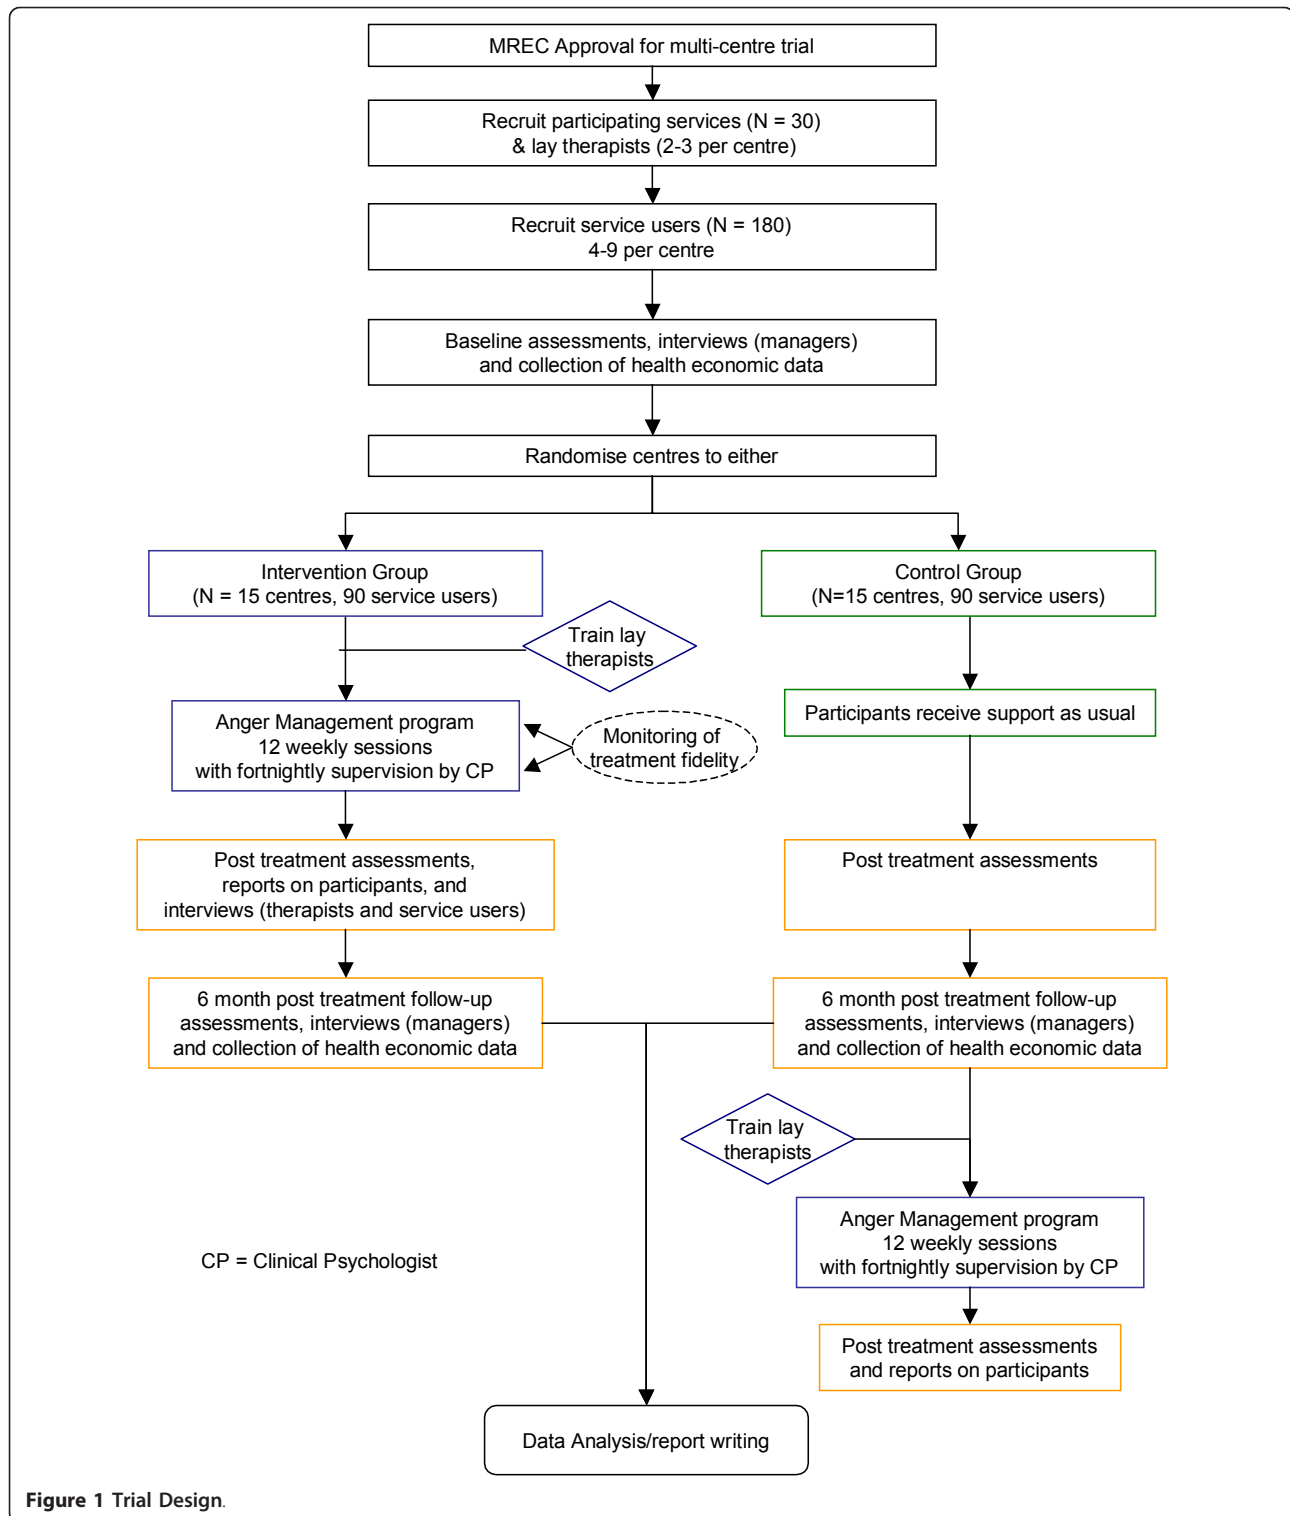 MREC Approval for multi-centre trial
Recruit participating services (N = 30)
& lay therapists (2-3 per centre)
Recruit service users (N = 180)
4-9 per centre
Baseline assessments, interviews (managers)
and collection of health economic data
Randomise centres to either
Intervention Group
(N = 15 centres, 90 service users)
Control Group
(N=15 centres, 90 service users)
Train lay
therapists
Participants receive support as usual
Anger Management program
12 weekly sessions
with fortnightly supervision by CP
Monitoring of
treatment fidelity
Post treatment assessments,
reports on participants, and
interviews (therapists and service users)
Post treatment assessments
6 month post treatment follow-up
assessments, interviews (managers)
and collection of health economic data
6 month post treatment follow-up
assessments, interviews (managers)
and collection of health economic data
Train lay
therapists
Anger Management program
12 weekly sessions
with fortnightly supervision by CP
CP = Clinical Psychologist
Post treatment assessments
and reports on participants
Data Analysis/report writing
Figure 1 Trial Design.